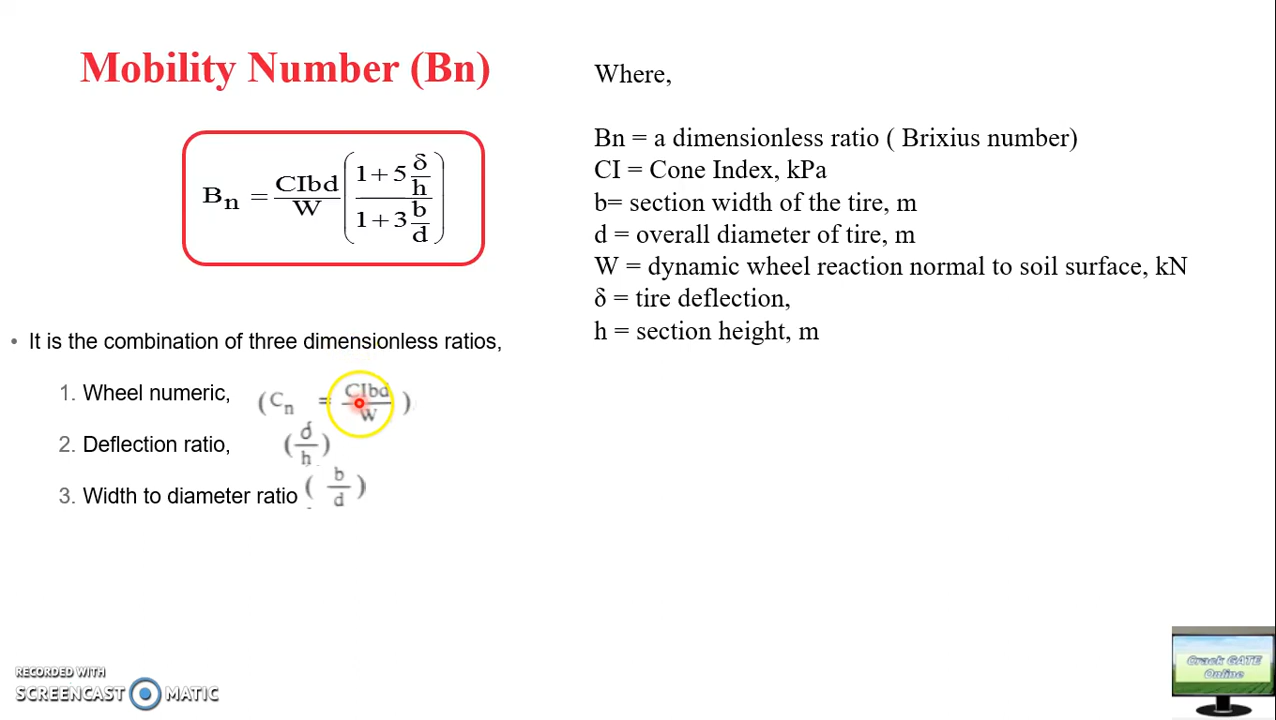 Mobility Number (Bn)
Bn = CIbd/W ((1+5 δ/h)/(1+3 b/d))
• It is the combination of three dimensionless ratios,
1. Wheel numeric, (Cn = CIbd/W)
2. Deflection ratio, (d/h)
3. Width to diameter ratio (b/d)
Where,
Bn = a dimensionless ratio ( Brixius number)
CI = Cone Index, kPa
b= section width of the tire, m
d = overall diameter of tire, m
W = dynamic wheel reaction normal to soil surface, kN
δ = tire deflection,
h = section height, m
RECORDED WITH
SCREENCAST MATIC
Crack GATE
Online